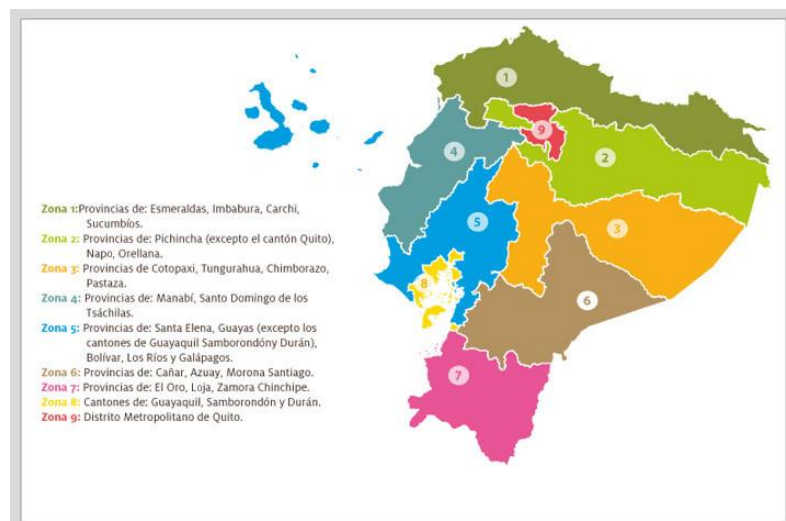 1
9
4
2
5
3
8
6
7
Zona 1:Provincias de: Esmeraldas, Imbabura, Carchi,
Sucumbíos.
Zona 2: Provincias de: Pichincha (excepto el cantón Quito),
Napo, Orellana.
Zona 3: Provincias de Cotopaxi, Tungurahua, Chimborazo,
Pastaza.
Zona 4: Provincias de: Manabí, Santo Domingo de los
Tsáchilas.
Zona 5: Provincias de: Santa Elena, Guayas (excepto los
cantones de Guayaquil Samborondóny Durán),
Bolívar, Los Ríos y Galápagos.
Zona 6: Provincias de: Cañar, Azuay, Morona Santiago.
Zona 7: Provincias de: El Oro, Loja, Zamora Chinchipe.
Zona 8: Cantones de: Guayaquil, Samborondón y Durán.
Zona 9: Distrito Metropolitano de Quito.